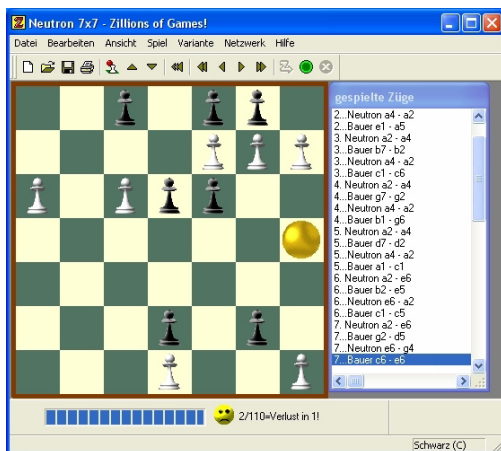 Neutron 7x7 - Zillions of Games!
Datei Bearbeiten Ansicht Spiel Variante Netzwerk Hilfe
gespielte Züge
2...Neutron a4 - a2
2...Bauer e1 - a5
3. Neutron a2 - a4
3...Bauer b7 - b2
3...Neutron a4 - a2
3...Bauer c1 - c6
4. Neutron a2 - a4
4...Bauer g7 - g2
4...Neutron a4 - a2
4...Bauer b1 - g6
5. Neutron a2 - a4
5...Bauer d7 - d2
5...Neutron a4 - a2
5...Bauer a1 - c1
6. Neutron a2 - e6
6...Bauer b2 - e5
6...Neutron e6 - a2
6...Bauer c1 - c5
7. Neutron a2 - e6
7...Bauer g2 - d5
7...Neutron e6 - g4
7...Bauer c6 - e6
2/110=Verlust in 1!
Schwarz (C)